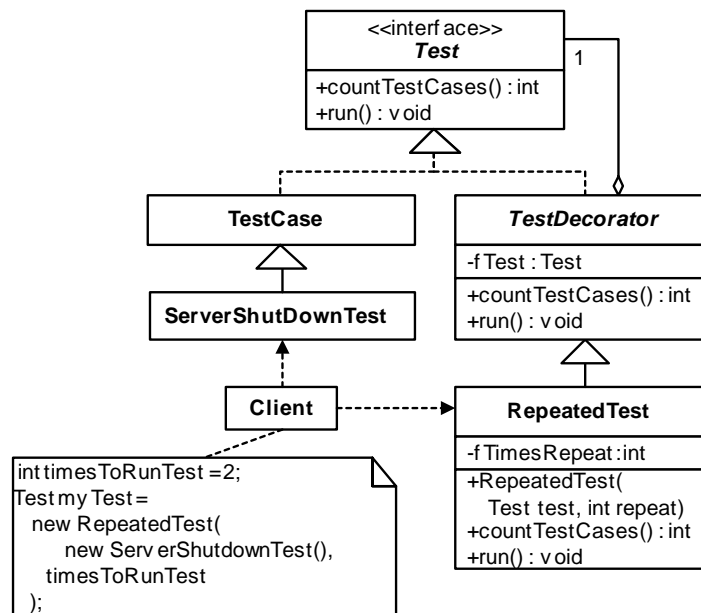 <<interface>>
Test
1
+countTestCases() : int
+run() : void
TestCase
TestDecorator
-fTest : Test
+countTestCases() : int
+run() : void
ServerShutDownTest
Client
RepeatedTest
-fTimesRepeat : int
+RepeatedTest(
Test test, int repeat)
+countTestCases() : int
+run() : void
int timesToRunTest = 2;
Test myTest =
new RepeatedTest(
new ServerShutdownTest(),
timesToRunTest
);